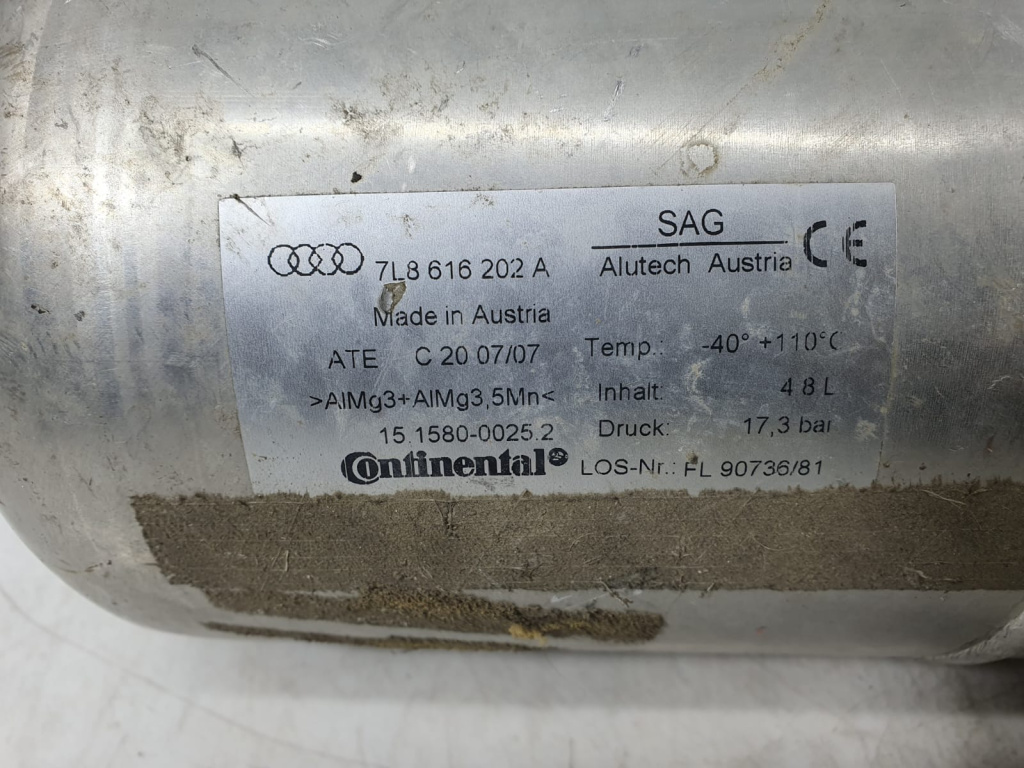 7L8 616 202 A
Made in Austria
ATE C 20 07/07
>AlMg3+AlMg3,5Mn<
15.1580-0025.2
Continental
SAG
Alutech Austria
CE
Temp.: -40° +110°C
Inhalt: 4 8 L
Druck: 17,3 bar
LOS-Nr.: FL 90736/81